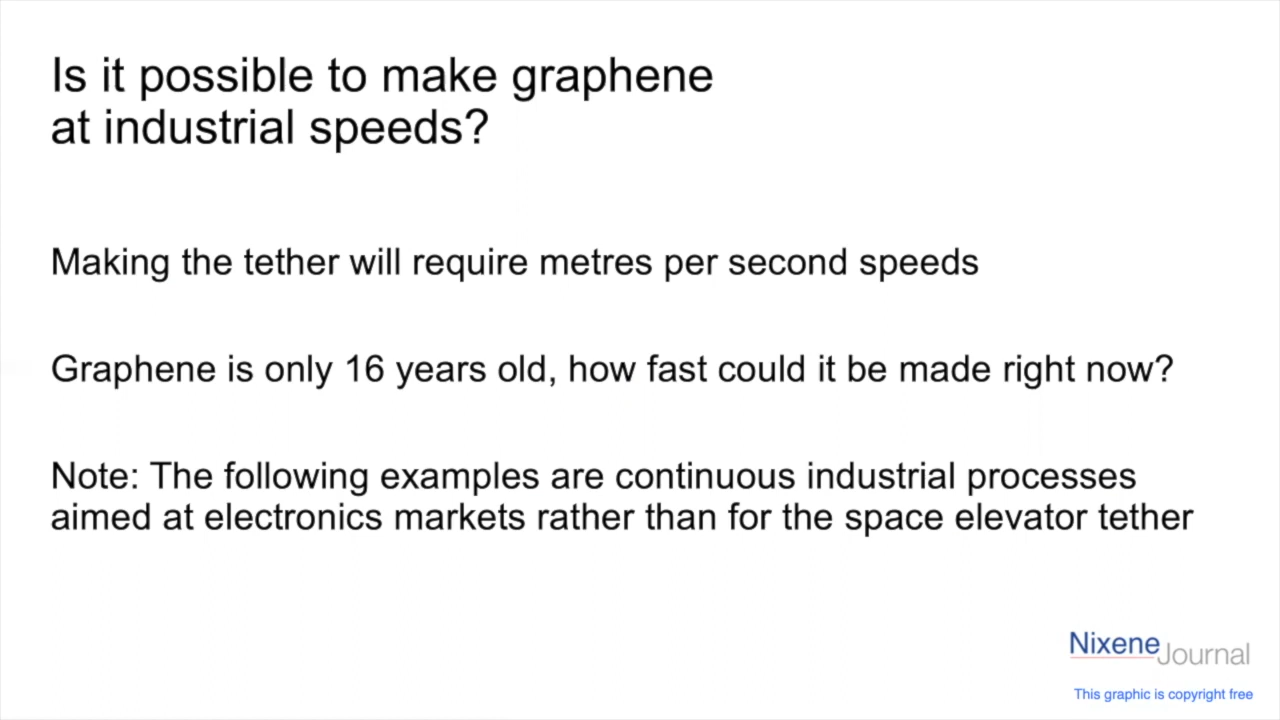 Is it possible to make graphene
at industrial speeds?
Making the tether will require metres per second speeds
Graphene is only 16 years old, how fast could it be made right now?
Note: The following examples are continuous industrial processes
aimed at electronics markets rather than for the space elevator tether
Nixene Journal
This graphic is copyright free